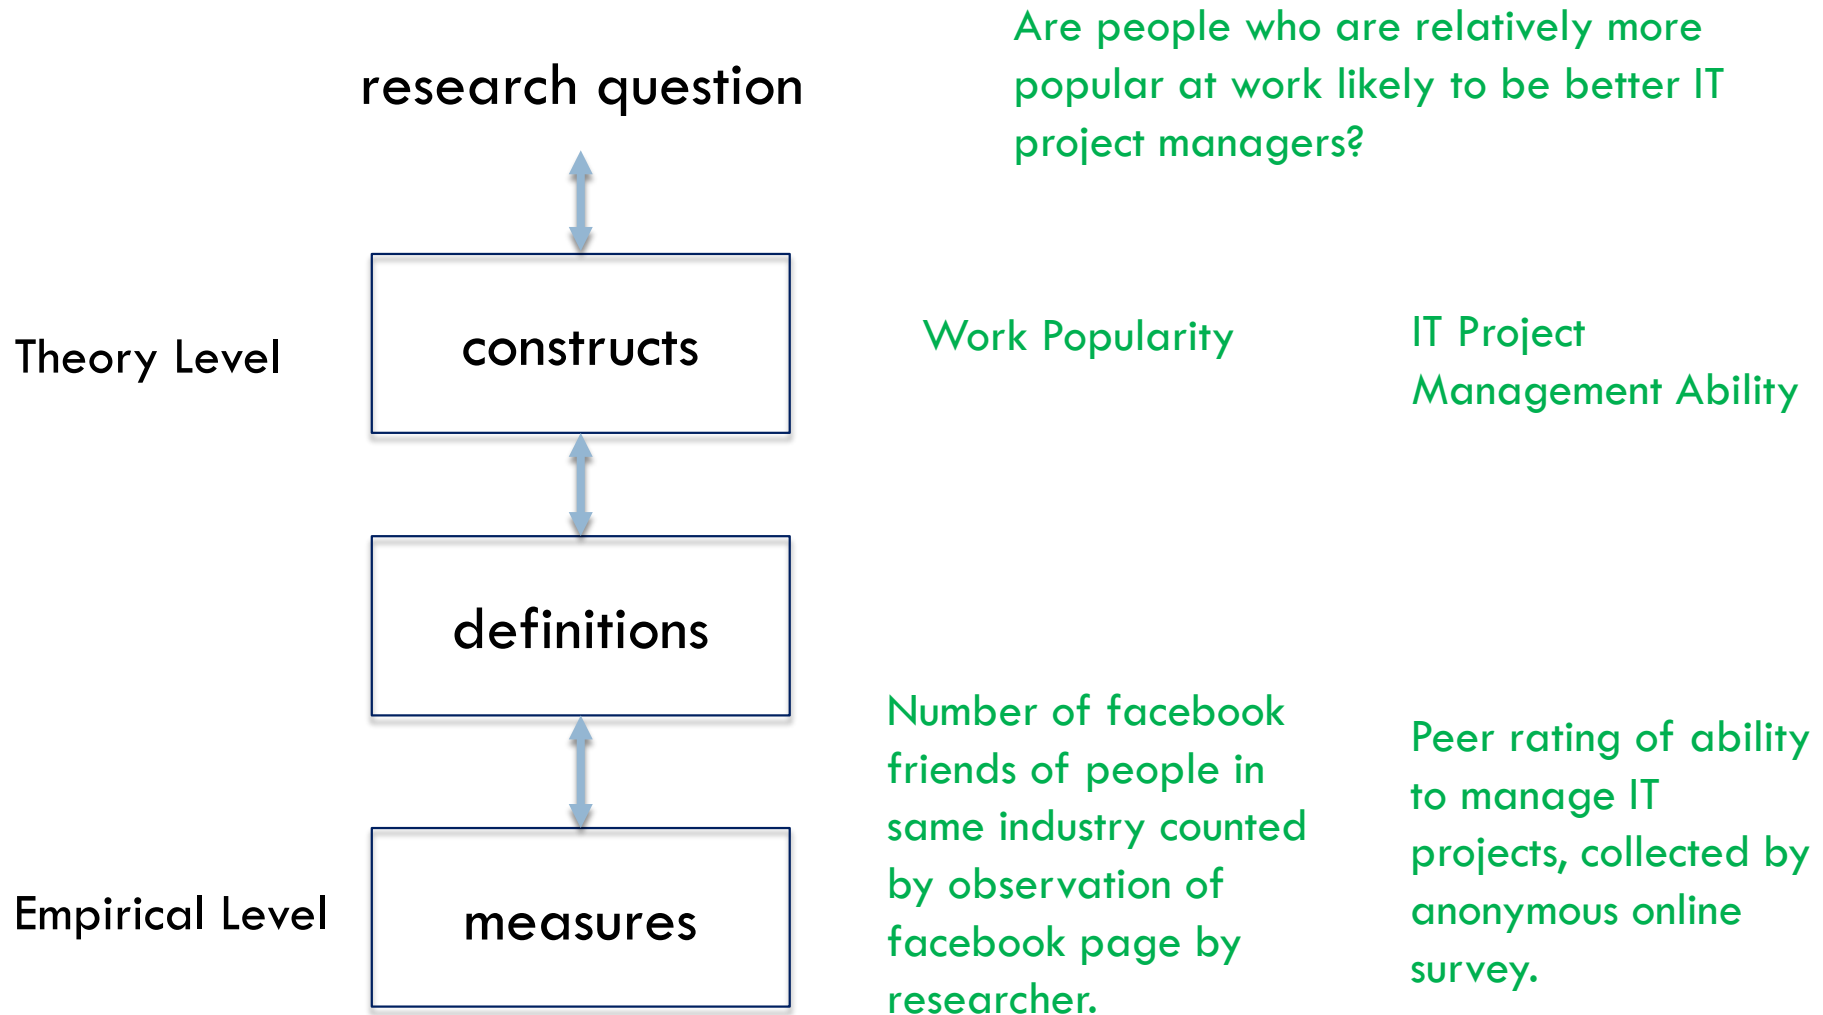 Are people who are relatively more
popular at work likely to be better IT
project managers?
research question
Theory Level
constructs
Work Popularity
IT Project
Management Ability
definitions
Empirical Level
measures
Number of facebook
friends of people in
same industry counted
by observation of
facebook page by
researcher.
Peer rating of ability
to manage IT
projects, collected by
anonymous online
survey.